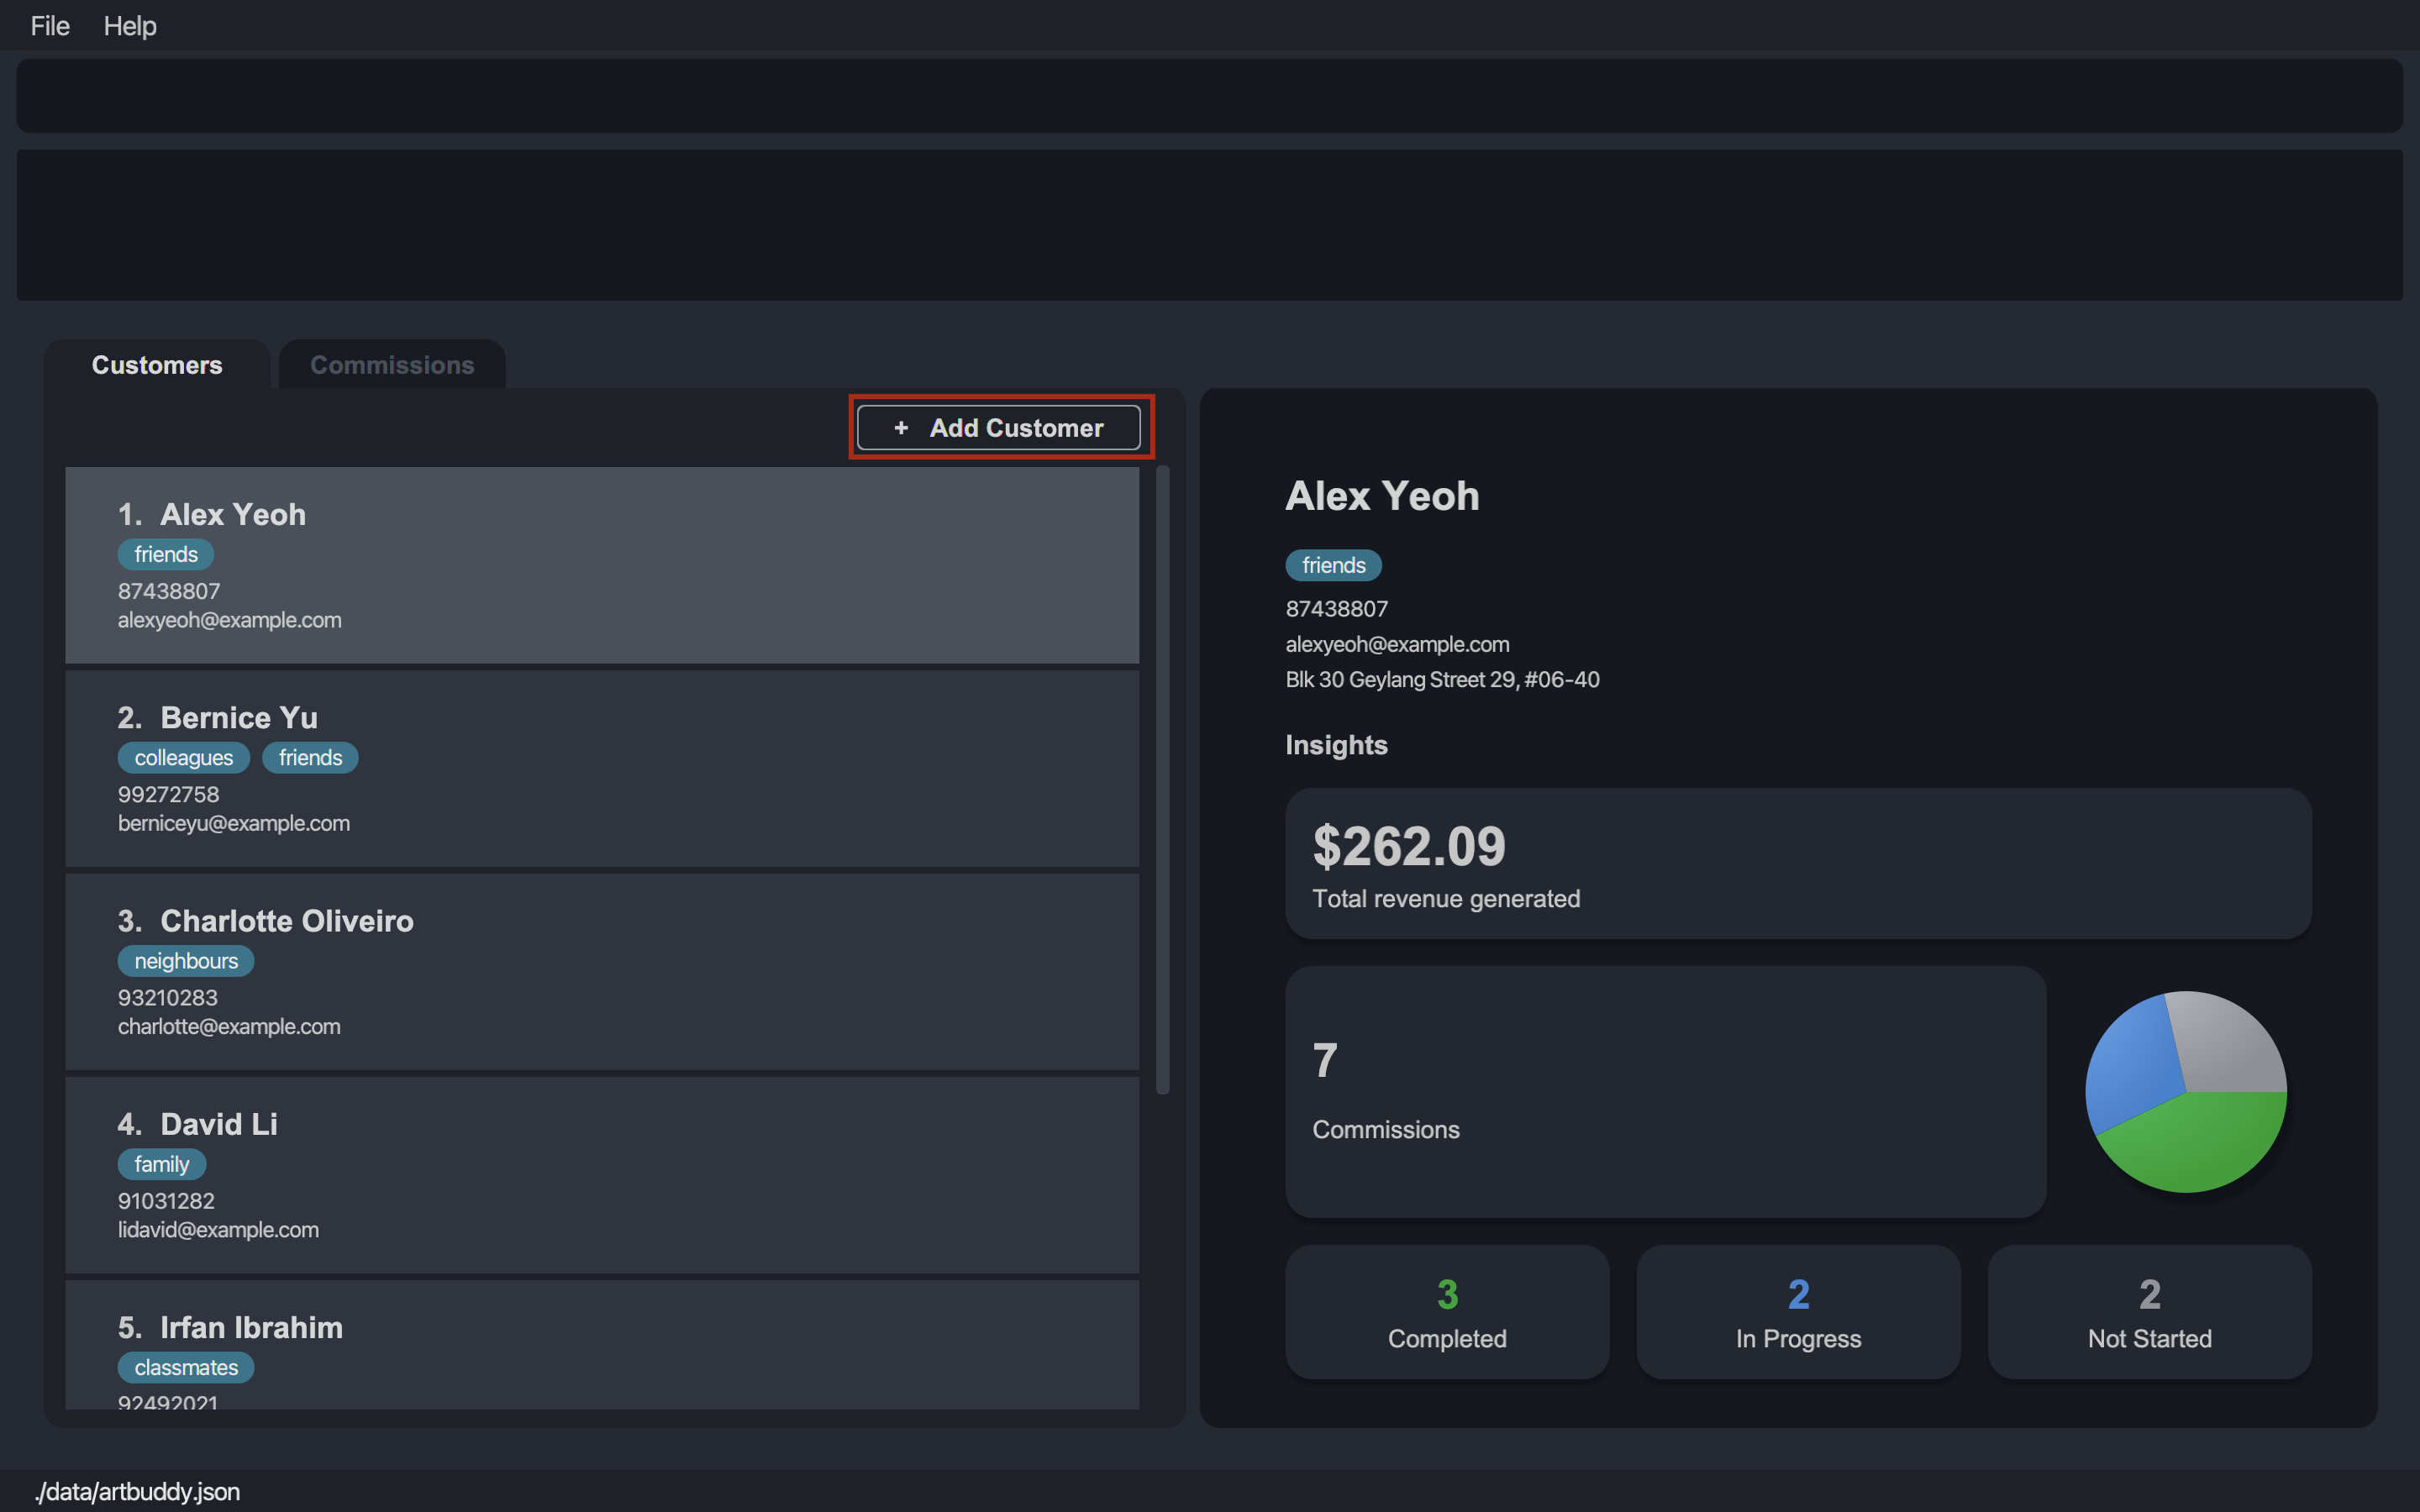 File Help
Customers Commissions
+ Add Customer
1. Alex Yeoh
friends
87438807
alexyeoh@example.com
2. Bernice Yu
colleagues friends
99272758
berniceyu@example.com
3. Charlotte Oliveiro
neighbours
93210283
charlotte@example.com
4. David Li
family
91031282
lidavid@example.com
5. Irfan Ibrahim
classmates
92492021
Alex Yeoh
friends
87438807
alexyeoh@example.com
Blk 30 Geylang Street 29, #06-40
Insights
$262.09
Total revenue generated
7
Commissions
3
Completed
2
In Progress
2
Not Started
./data/artbuddy.json